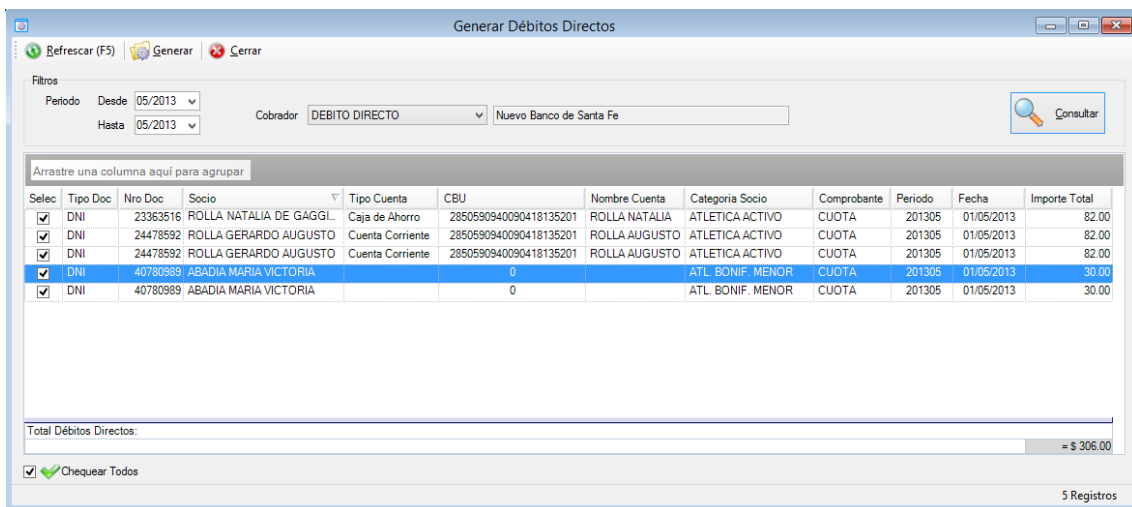 Generar Débitos Directos
Refrescar (F5) Generar Cerrar
Filtros
Periodo Desde 05/2013
Hasta 05/2013
Cobrador DEBITO DIRECTO Nuevo Banco de Santa Fe
Consultar
Arrastre una columna aquí para agrupar
Selec Tipo Doc Nro Doc Socio Tipo Cuenta CBU Nombre Cuenta Categoria Socio Comprobante Periodo Fecha Importe Total
DNI 23363516 ROLLA NATALIA DE GAGGI... Caja de Ahorro 2850590940090418135201 ROLLA NATALIA ATLETICA ACTIVO CUOTA 201305 01/05/2013 82.00
DNI 24478592 ROLLA GERARDO AUGUSTO Cuenta Corriente 2850590940090418135201 ROLLA AUGUSTO ATLETICA ACTIVO CUOTA 201305 01/05/2013 82.00
DNI 24478592 ROLLA GERARDO AUGUSTO Cuenta Corriente 2850590940090418135201 ROLLA AUGUSTO ATLETICA ACTIVO CUOTA 201305 01/05/2013 82.00
DNI 40780989 ABADIA MARIA VICTORIA 0 ATL. BONIF. MENOR CUOTA 201305 01/05/2013 30.00
DNI 40780989 ABADIA MARIA VICTORIA 0 ATL. BONIF. MENOR CUOTA 201305 01/05/2013 30.00
Total Débitos Directos:
= $ 306.00
Chequear Todos
5 Registros